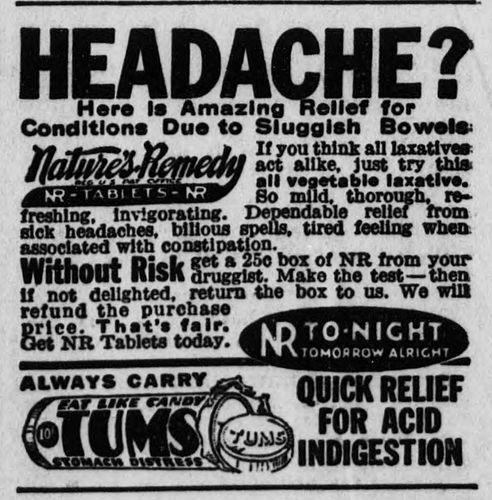 HEADACHE?
Here Is Amazing Relief for
Conditions Due to Sluggish Bowels
Nature's Remedy
REG. U.S. PAT. OFF.
NR-TABLETS-NR
If you think all laxatives
act alike, just try this
all vegetable laxative.
So mild, thorough, re-
freshing, invigorating. Dependable relief from
sick headaches, bilious spells, tired feeling when
associated with constipation.
Without Risk get a 25c box of NR from your
druggist. Make the test—then
if not delighted, return the box to us. We will
refund the purchase
price. That's fair.
Get NR Tablets today.
NR TO-NIGHT
TOMORROW ALRIGHT
ALWAYS CARRY
EAT LIKE CANDY
10¢
TUMS
STOMACH DISTRESS
TUMS
QUICK RELIEF
FOR ACID
INDIGESTION